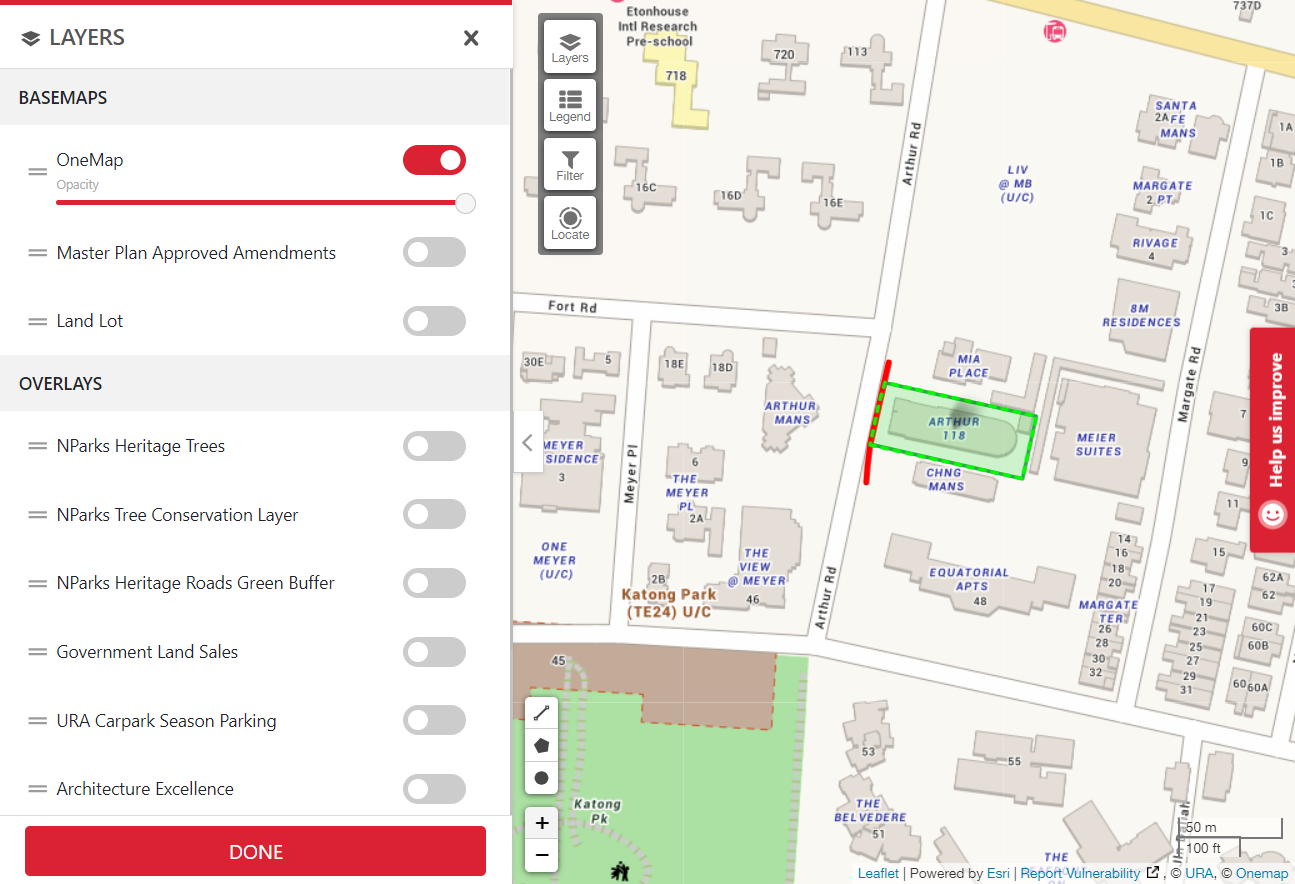 LAYERS
BASEMAPS
OneMap
Opacity
Master Plan Approved Amendments
Land Lot
OVERLAYS
NParks Heritage Trees
NParks Tree Conservation Layer
NParks Heritage Roads Green Buffer
Government Land Sales
URA Carpark Season Parking
Architecture Excellence
DONE
Layers
Legend
Filter
Locate
Etonhouse
Intl Research
Pre-school
718
720
113
737D
16C
16D
16E
Arthur Rd
LIV
@ MB
(U/C)
SANTA
2A FE
MANS
1A
1B
MARGATE
2 PT
1C
RIVAGE
4
3
3B
8M
RESIDENCES
Fort Rd
30E
5
18E
18D
MIA
PLACE
ARTHUR
MANS
ARTHUR
118
Margate Rd
7
MEIER
SUITES
MEYER
SIDENCE
3
Meyer Pl
6
THE
MEYER
PL
2A
CHNG
MANS
9
11
Help us improve
ONE
MEYER
(U/C)
THE
VIEW
@ MEYER
46
2B
Katong Park
(TE24) U/C
Arthur Rd
EQUATORIAL
APTS
48
14
16
18
20
MARGATE
TER
26
28
30
32
15
17
19
21
23
25
27
29
31
62A
62
60C
60B
60
60A
45
53
55
Katong
Pk
THE
BELVEDERE
51
THE
Jln Batiah
50 m
100 ft
+
−
Leaflet | Powered by Esri | Report Vulnerability , © URA, © Onemap